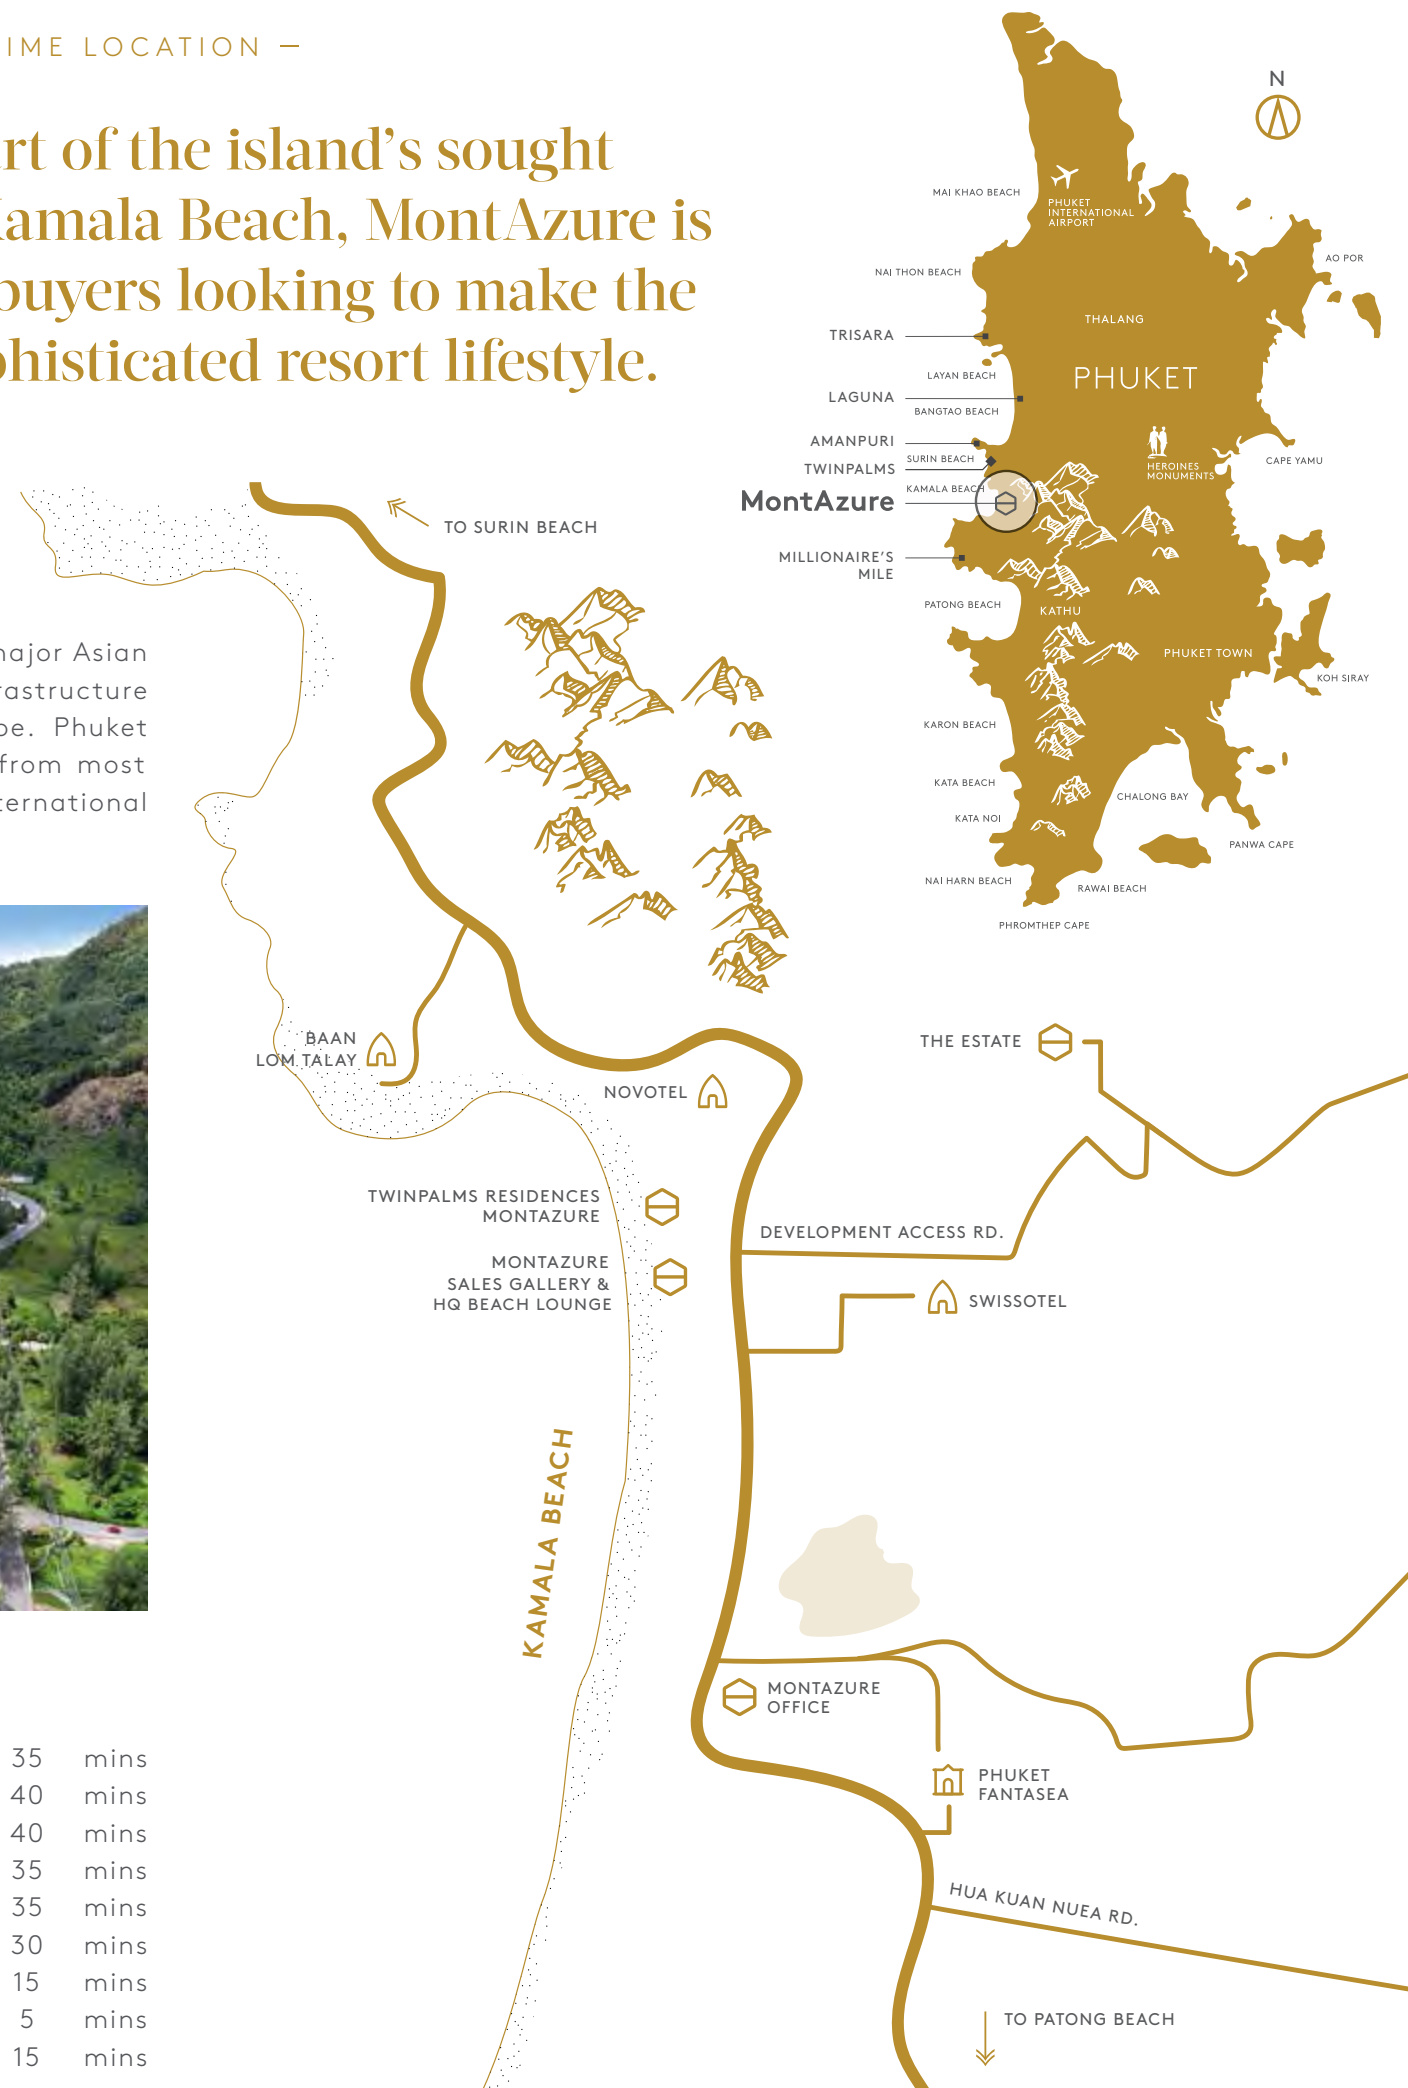 IME LOCATION —
rt of the island's sought
amala Beach, MontAzure is
buyers looking to make the
phisticated resort lifestyle.
N
MAI KHAO BEACH
PHUKET
INTERNATIONAL
AIRPORT
AO POR
NAI THON BEACH
THALANG
TRISARA
PHUKET
LAYAN BEACH
LAGUNA
BANGTAO BEACH
AMANPURI
SURIN BEACH
TWINPALMS
HEROINES
MONUMENTS
CAPE YAMU
KAMALA BEACH
MontAzure
MILLIONAIRE'S
MILE
PATONG BEACH
KATHU
PHUKET TOWN
KOH SIRAY
KARON BEACH
KATA BEACH
CHALONG BAY
KATA NOI
PANWA CAPE
NAI HARN BEACH
RAWAI BEACH
PHROMTHEP CAPE
TO SURIN BEACH
najor Asian
rastructure
pe. Phuket
from most
ternational
BAAN
LOM TALAY
NOVOTEL
THE ESTATE
TWINPALMS RESIDENCES
MONTAZURE
DEVELOPMENT ACCESS RD.
MONTAZURE
SALES GALLERY &
HQ BEACH LOUNGE
SWISSOTEL
KAMALA BEACH
MONTAZURE
OFFICE
PHUKET
FANTASEA
HUA KUAN NUEA RD.
TO PATONG BEACH
35 mins
40 mins
40 mins
35 mins
35 mins
30 mins
15 mins
5 mins
15 mins